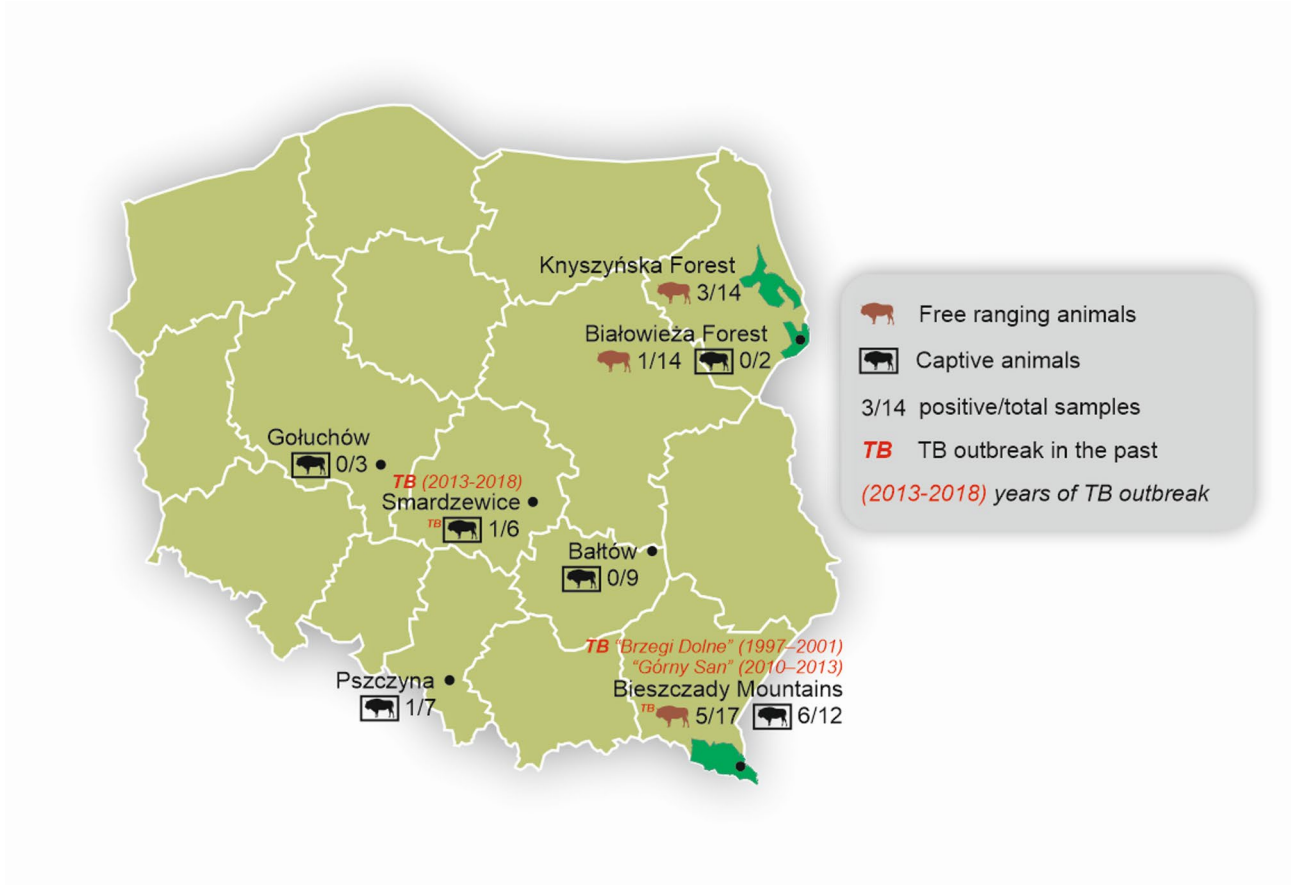 Knyszyńska Forest
3/14
Białowieża Forest
1/14 0/2
Gołuchów
0/3
TB (2013-2018)
Smardzewice
TB 1/6
Bałtów
0/9
TB "Brzegi Dolne" (1997–2001)
"Górny San" (2010–2013)
Bieszczady Mountains
TB 5/17 6/12
Pszczyna
1/7
Free ranging animals
Captive animals
3/14 positive/total samples
TB TB outbreak in the past
(2013-2018) years of TB outbreak